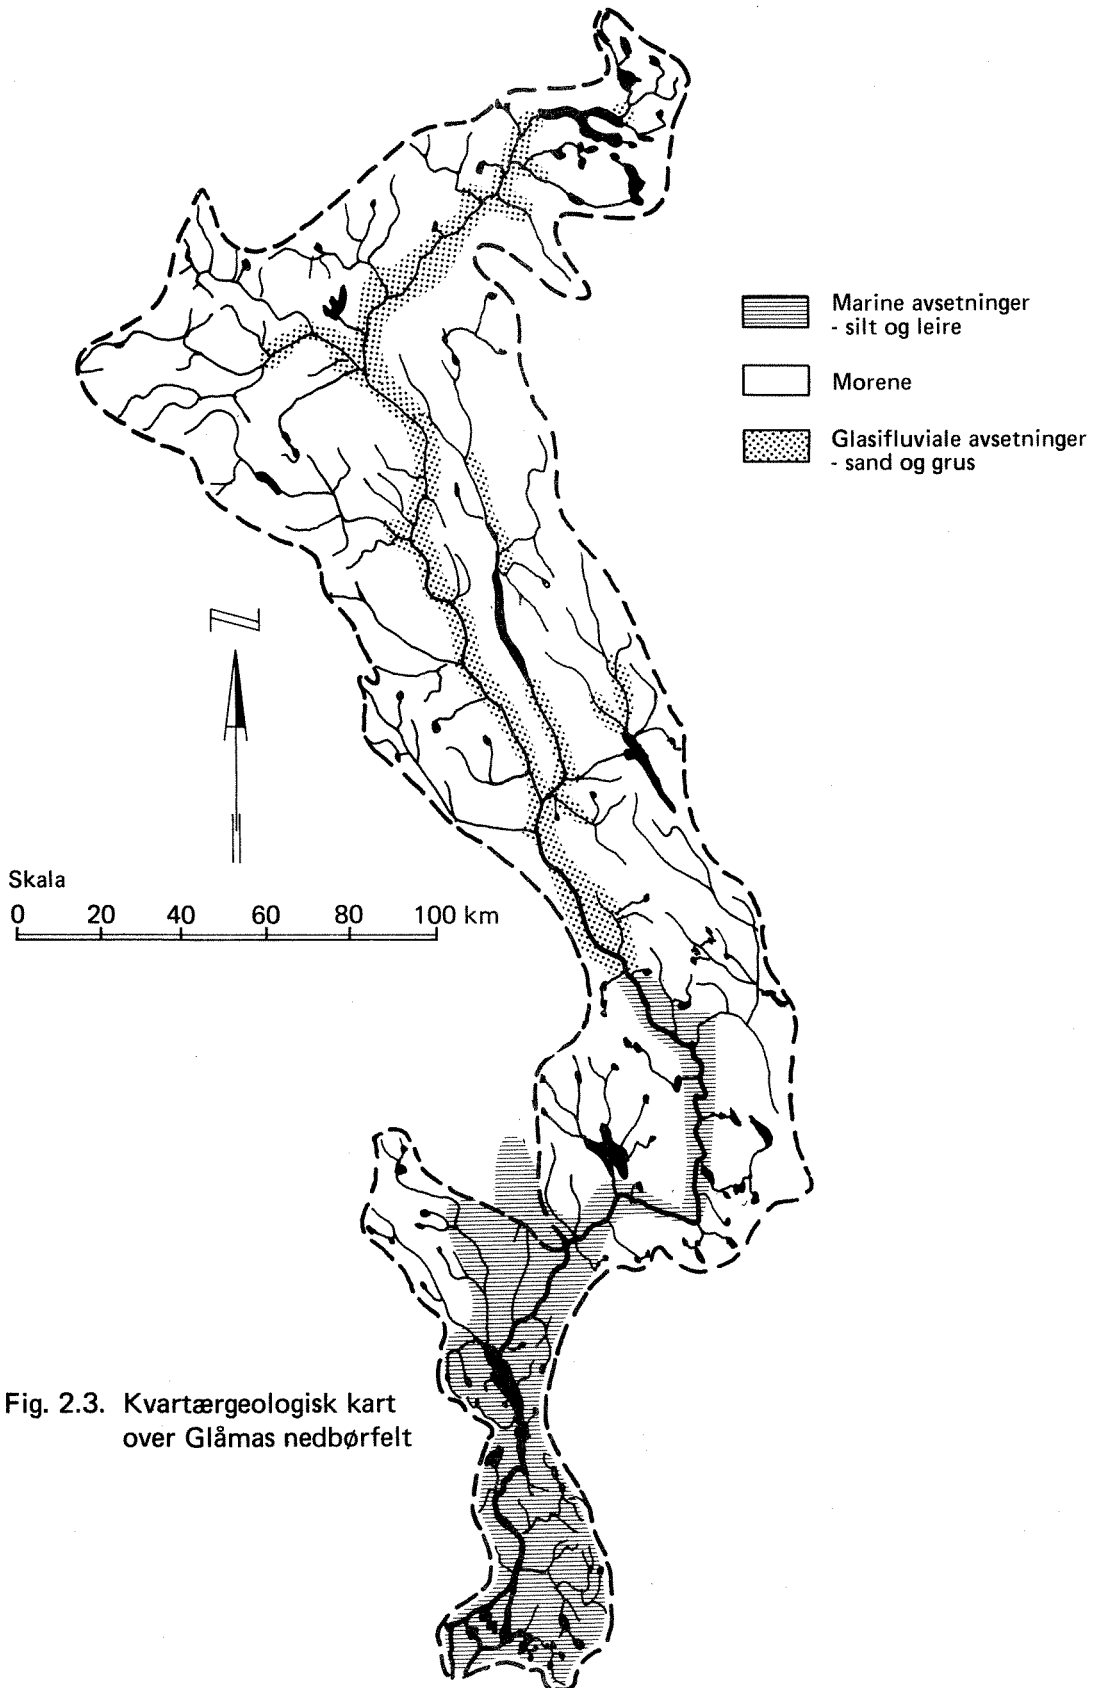 Marine avsetninger
- silt og leire
Morene
Glasifluviale avsetninger
- sand og grus
N
Skala
0 20 40 60 80 100 km
Fig. 2.3. Kvartærgeologisk kart
over Glåmas nedbørfelt